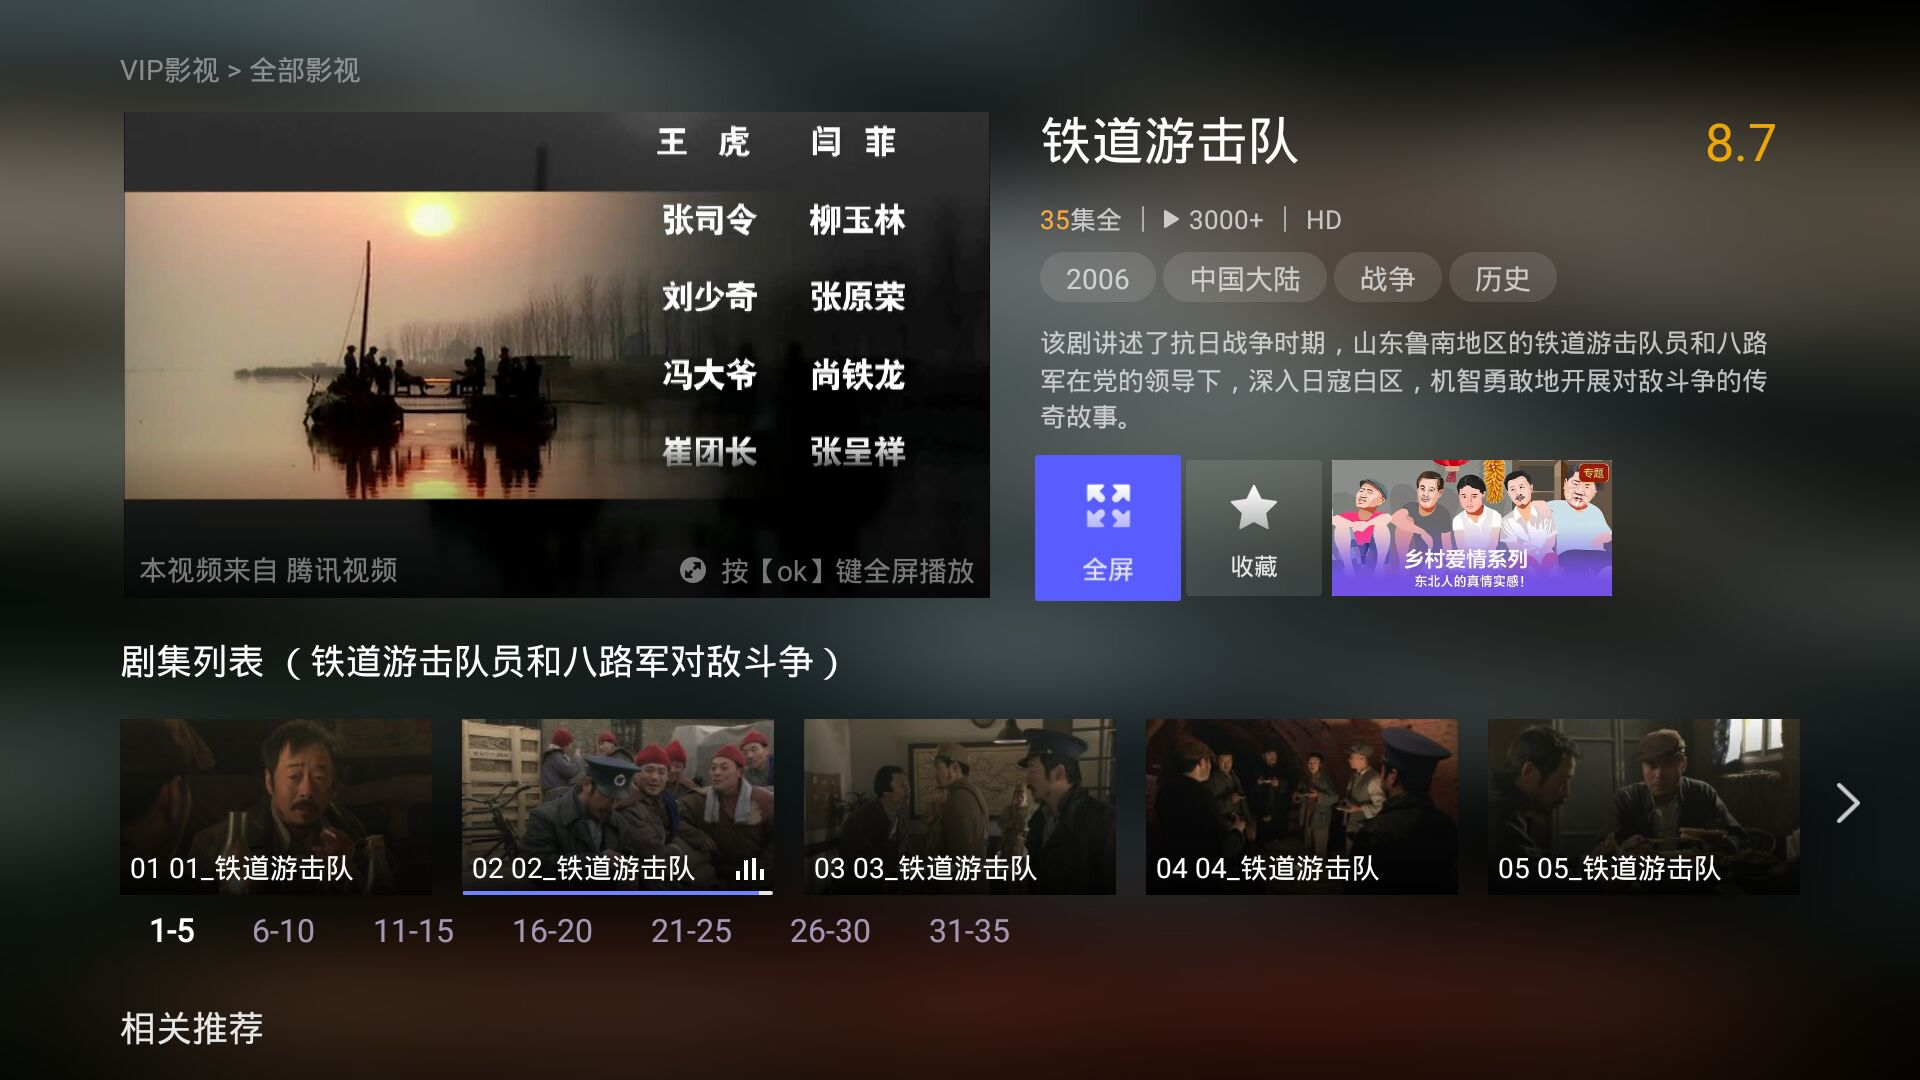 VIP影视 > 全部影视
王 虎 闫 菲
张司令 柳玉林
刘少奇 张原荣
冯大爷 尚铁龙
崔团长 张呈祥
本视频来自 腾讯视频
按【ok】键全屏播放
铁道游击队
8.7
35集全 | 3000+ | HD
2006 中国大陆 战争 历史
该剧讲述了抗日战争时期，山东鲁南地区的铁道游击队员和八路
军在党的领导下，深入日寇白区，机智勇敢地开展对敌斗争的传
奇故事。
全屏
收藏
专题
乡村爱情系列
东北人的真情实感！
剧集列表 （铁道游击队员和八路军对敌斗争）
01 01_铁道游击队
02 02_铁道游击队
03 03_铁道游击队
04 04_铁道游击队
05 05_铁道游击队
1-5 6-10 11-15 16-20 21-25 26-30 31-35
相关推荐